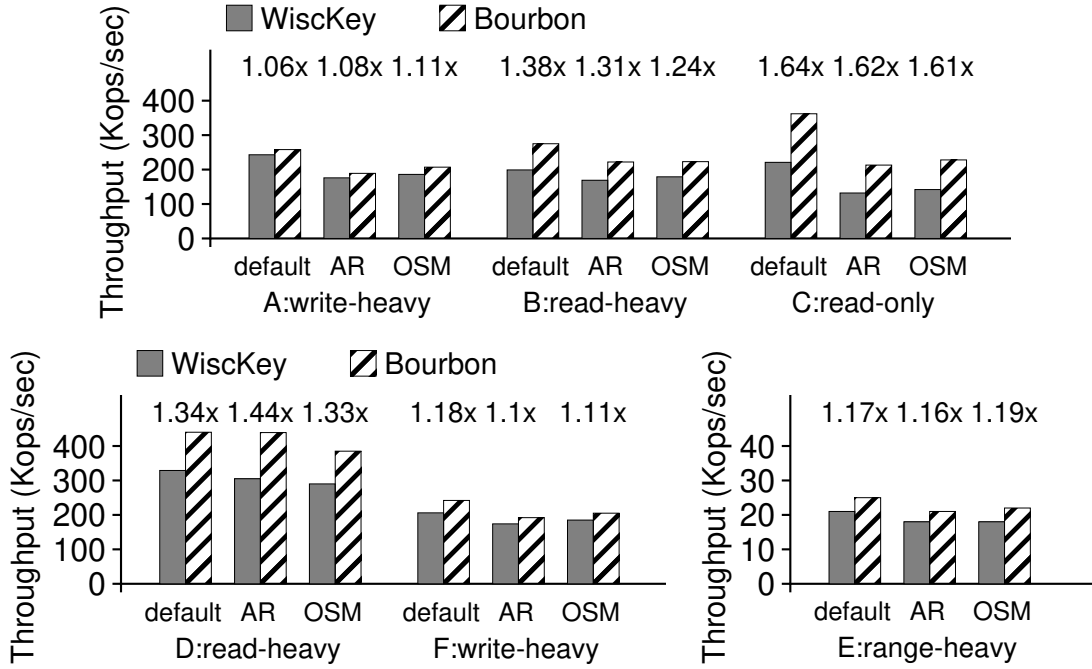 WiscKey Bourbon
1.06x 1.08x 1.11x 1.38x 1.31x 1.24x 1.64x 1.62x 1.61x
Throughput (Kops/sec)
400
300
200
100
0
default AR OSM default AR OSM default AR OSM
A:write-heavy B:read-heavy C:read-only
WiscKey Bourbon
1.34x 1.44x 1.33x 1.18x 1.1x 1.11x
Throughput (Kops/sec)
400
300
200
100
0
default AR OSM default AR OSM
D:read-heavy F:write-heavy
1.17x 1.16x 1.19x
Throughput (Kops/sec)
40
30
20
10
0
default AR OSM
E:range-heavy